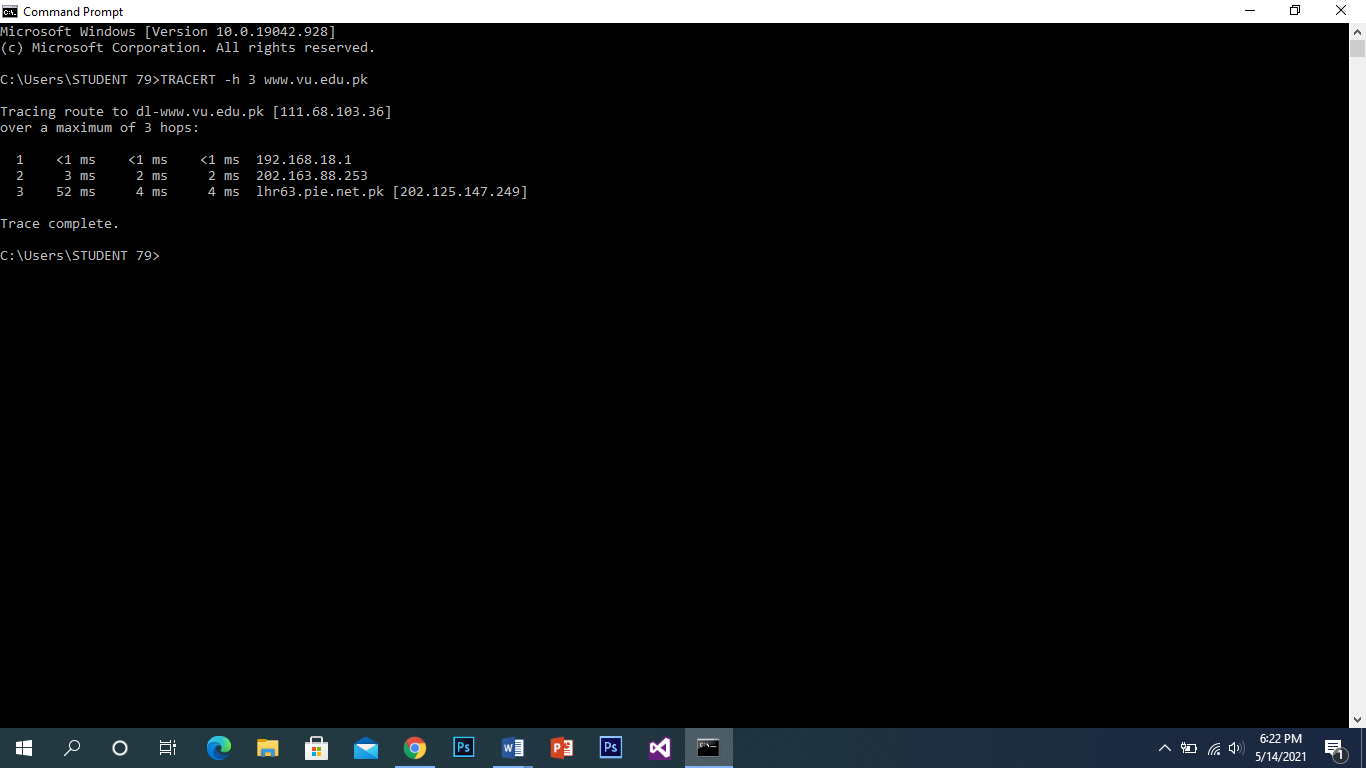 Command Prompt
Microsoft Windows [Version 10.0.19042.928]
(c) Microsoft Corporation. All rights reserved.
C:\Users\STUDENT 79>TRACERT -h 3 www.vu.edu.pk
Tracing route to dl-www.vu.edu.pk [111.68.103.36]
over a maximum of 3 hops:
1 <1 ms <1 ms <1 ms 192.168.18.1
2 3 ms 2 ms 2 ms 202.163.88.253
3 52 ms 4 ms 4 ms lhr63.pie.net.pk [202.125.147.249]
Trace complete.
C:\Users\STUDENT 79>
6:22 PM
5/14/2021
1